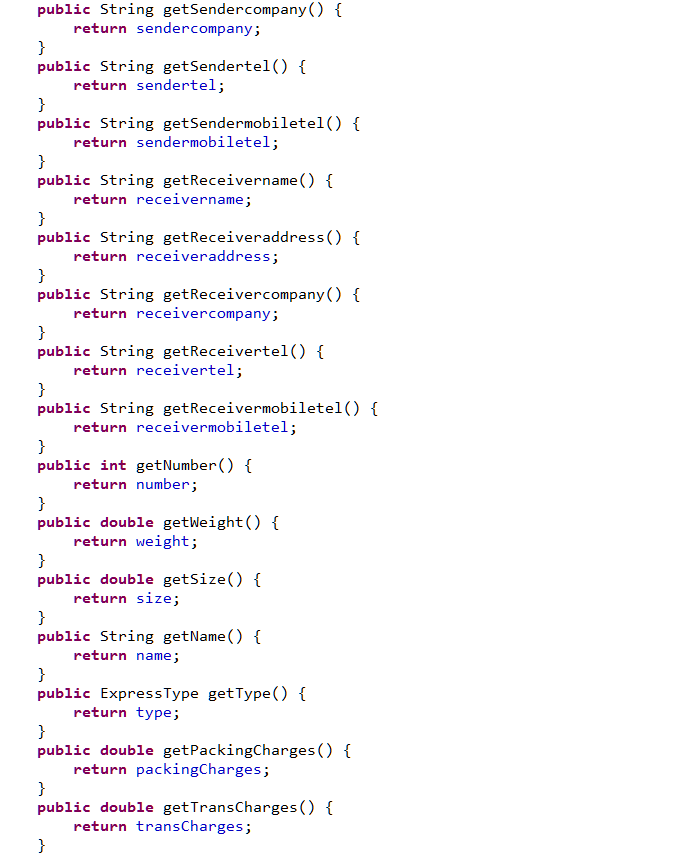 public String getSendercompany() {
return sendercompany;
}
public String getSendertel() {
return sendertel;
}
public String getSendermobiletel() {
return sendermobiletel;
}
public String getReceivername() {
return receivername;
}
public String getReceiveraddress() {
return receiveraddress;
}
public String getReceivercompany() {
return receivercompany;
}
public String getReceivertel() {
return receivertel;
}
public String getReceivermobiletel() {
return receivermobiletel;
}
public int getNumber() {
return number;
}
public double getWeight() {
return weight;
}
public double getSize() {
return size;
}
public String getName() {
return name;
}
public ExpressType getType() {
return type;
}
public double getPackingCharges() {
return packingCharges;
}
public double getTransCharges() {
return transCharges;
}